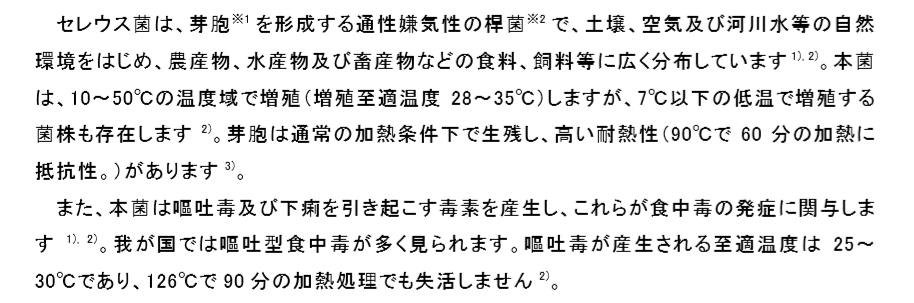 セレウス菌は、芽胞※1 を形成する通性嫌気性の桿菌※2 で、土壌、空気及び河川水等の自然
環境をはじめ、農産物、水産物及び畜産物などの食料、飼料等に広く分布しています 1), 2)。本菌
は、10～50℃の温度域で増殖（増殖至適温度 28～35℃）しますが、7℃以下の低温で増殖する
菌株も存在します 2)。芽胞は通常の加熱条件下で生残し、高い耐熱性（90℃で 60 分の加熱に
抵抗性。）があります 3)。
また、本菌は嘔吐毒及び下痢を引き起こす毒素を産生し、これらが食中毒の発症に関与しま
す 1), 2)。我が国では嘔吐型食中毒が多く見られます。嘔吐毒が産生される至適温度は 25～
30℃であり、126℃で 90 分の加熱処理でも失活しません 2)。